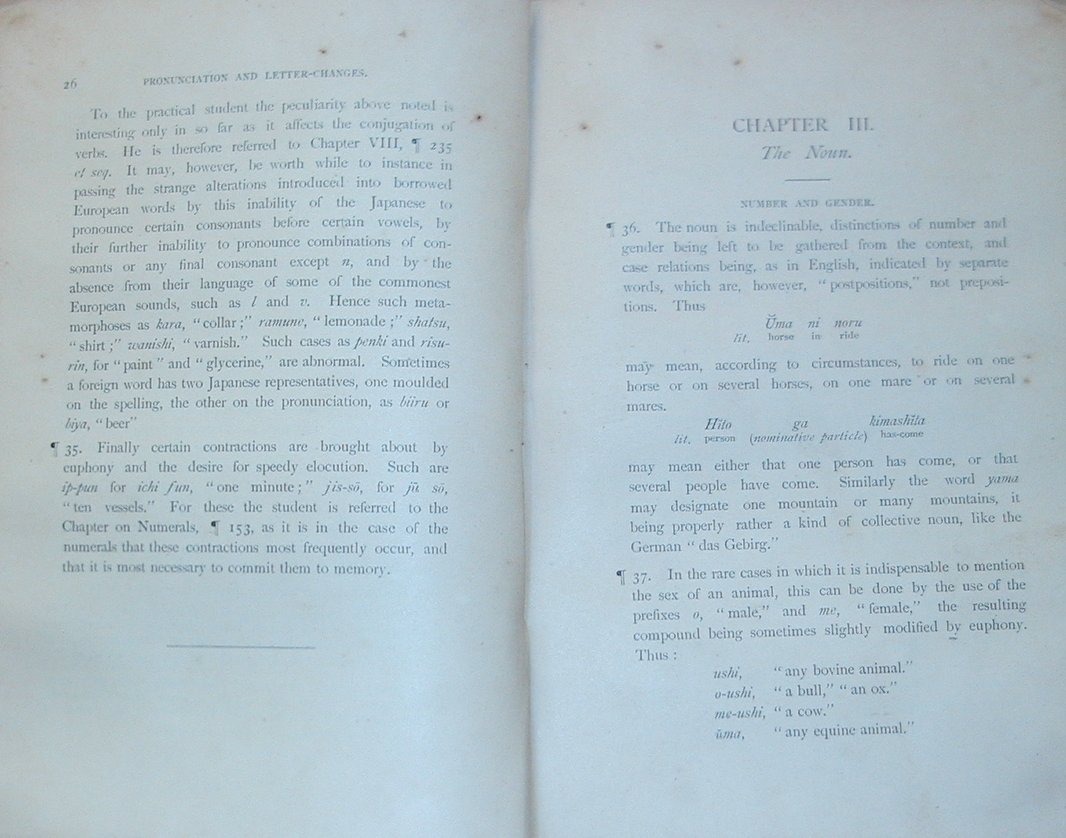 26
PRONUNCIATION AND LETTER-CHANGES.
To the practical student the peculiarity above noted is
interesting only in so far as it affects the conjugation of
verbs. He is therefore referred to Chapter VIII, ¶ 235
et seq. It may, however, be worth while to instance in
passing the strange alterations introduced into borrowed
European words by this inability of the Japanese to
pronounce certain consonants before certain vowels, by
their further inability to pronounce combinations of con-
sonants or any final consonant except n, and by the
absence from their language of some of the commonest
European sounds, such as l and v. Hence such meta-
morphoses as kara, “collar;” ramune, “lemonade;” shatsu,
“shirt;” wanishi, “varnish.” Such cases as penki and risu-
rin, for “paint” and “glycerine,” are abnormal. Sometimes
a foreign word has two Japanese representatives, one moulded
on the spelling, the other on the pronunciation, as biiru or
biya, “beer”
¶ 35. Finally certain contractions are brought about by
euphony and the desire for speedy elocution. Such are
ip-pun for ichi fun, “one minute;” jis-sō, for jū sō,
“ten vessels.” For these the student is referred to the
Chapter on Numerals, ¶ 153, as it is in the case of the
numerals that these contractions most frequently occur, and
that it is most necessary to commit them to memory.
CHAPTER III.
The Noun.
NUMBER AND GENDER.
¶ 36. The noun is indeclinable, distinctions of number and
gender being left to be gathered from the context, and
case relations being, as in English, indicated by separate
words, which are, however, “postpositions,” not preposi-
tions. Thus
Ŭma ni noru
lit. horse in ride
may mean, according to circumstances, to ride on one
horse or on several horses, on one mare or on several
mares.
Hĭto ga kimashĭta
lit. person (nominative particle) has-come
may mean either that one person has come, or that
several people have come. Similarly the word yama
may designate one mountain or many mountains, it
being properly rather a kind of collective noun, like the
German “das Gebirg.”
¶ 37. In the rare cases in which it is indispensable to mention
the sex of an animal, this can be done by the use of the
prefixes o, “male,” and me, “female,” the resulting
compound being sometimes slightly modified by euphony.
Thus :
ushi, “any bovine animal.”
o-ushi, “a bull,” “an ox.”
me-ushi, “a cow.”
ŭma, “any equine animal.”